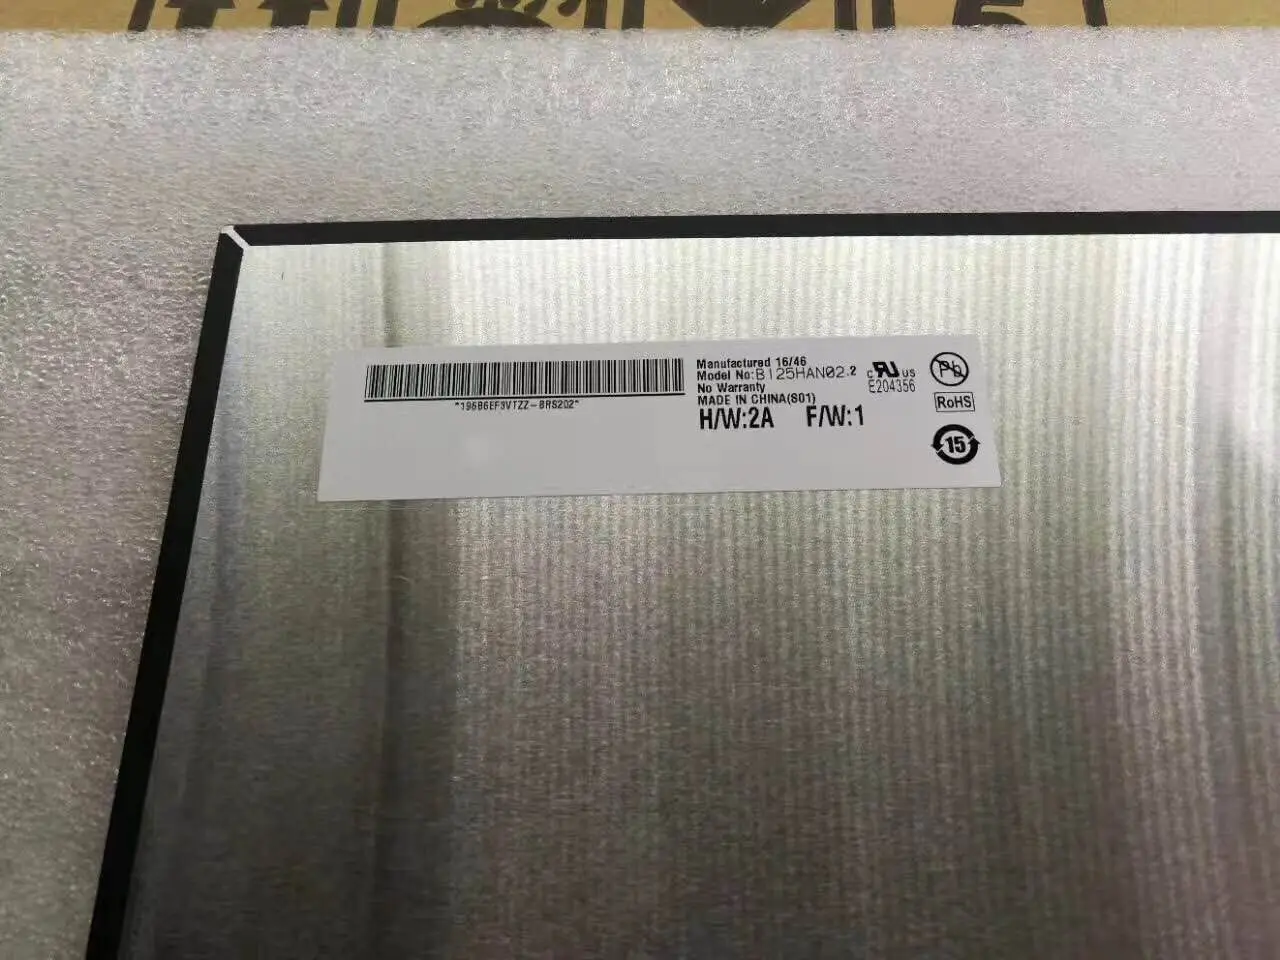 Manufactured 16/46
Model No:B125HAN02.2
No Warranty
MADE IN CHINA(S01)
H/W:2A F/W:1
*196B6EF3VTZZ-BRS202*
c RU US
E204356
Pb
RoHS
15